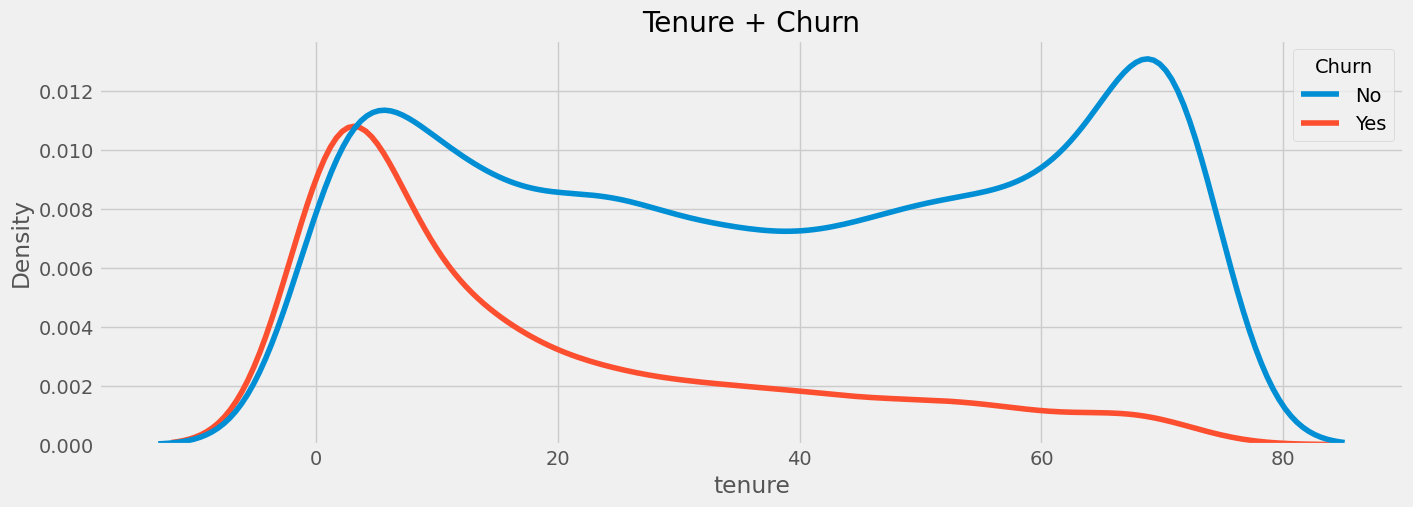 Tenure + Churn
Churn
No
Yes
Density
0.012
0.010
0.008
0.006
0.004
0.002
0.000
0 20 40 60 80
tenure